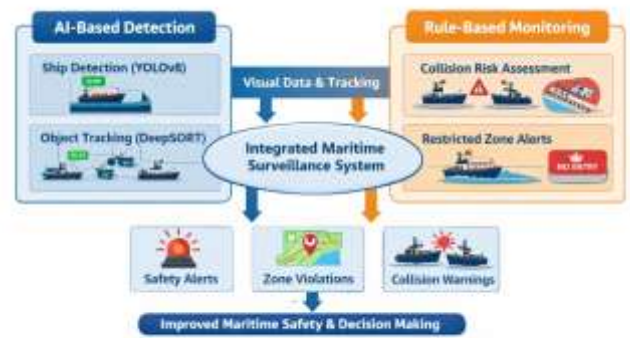 AI-Based Detection
Rule-Based Monitoring
Ship Detection (YOLOv8)
Object Tracking (DeepSORT)
Visual Data & Tracking
Collision Risk Assessment
Restricted Zone Alerts
NO ENTRY
Integrated Maritime
Surveillance System
Safety Alerts
Zone Violations
Collision Warnings
Improved Maritime Safety & Decision Making